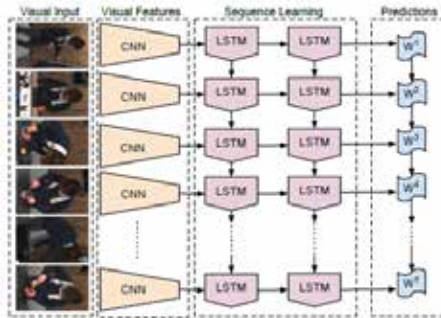 Visual Input Visual Features Sequence Learning Predictions
CNN LSTM LSTM W1
CNN LSTM LSTM W2
CNN LSTM LSTM W3
CNN LSTM LSTM W4
CNN LSTM LSTM